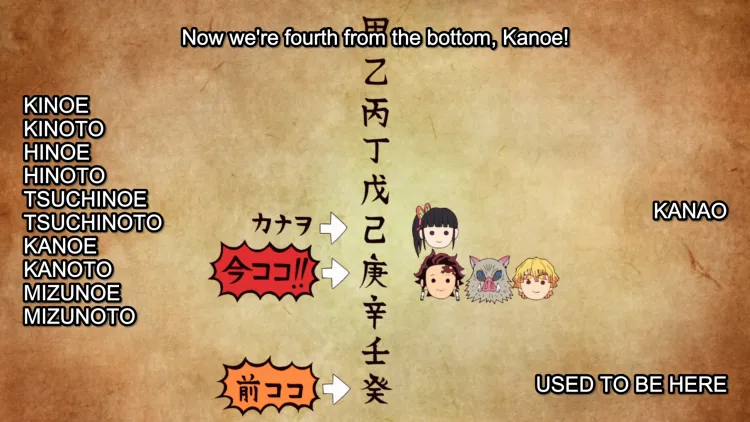 Now we're fourth from the bottom, Kanoe!
KINOE
KINOTO
HINOE
HINOTO
TSUCHINOE
TSUCHINOTO
KANOE
KANOTO
MIZUNOE
MIZUNOTO
甲
乙
丙
丁
戊
カナヲ 己
今ココ!! 庚
辛
壬
前ココ 癸
KANAO
USED TO BE HERE